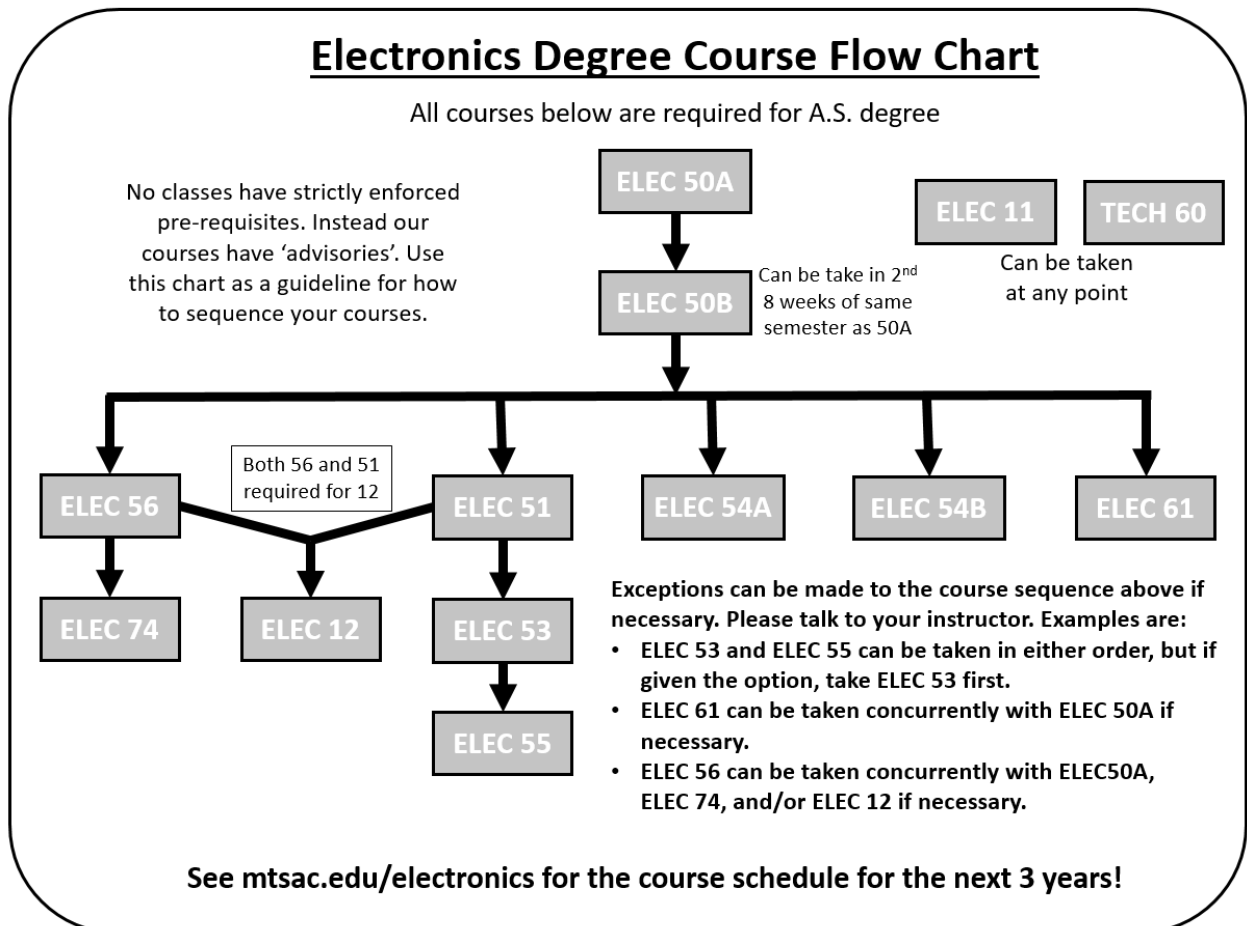 Electronics Degree Course Flow Chart
All courses below are required for A.S. degree
No classes have strictly enforced
pre-requisites. Instead our
courses have ‘advisories’. Use
this chart as a guideline for how
to sequence your courses.
ELEC 50A
ELEC 11
TECH 60
Can be taken
at any point
ELEC 50B
Can be take in 2nd
8 weeks of same
semester as 50A
Both 56 and 51
required for 12
ELEC 56
ELEC 51
ELEC 54A
ELEC 54B
ELEC 61
ELEC 74
ELEC 12
ELEC 53
ELEC 55
Exceptions can be made to the course sequence above if
necessary. Please talk to your instructor. Examples are:
• ELEC 53 and ELEC 55 can be taken in either order, but if
given the option, take ELEC 53 first.
• ELEC 61 can be taken concurrently with ELEC 50A if
necessary.
• ELEC 56 can be taken concurrently with ELEC50A,
ELEC 74, and/or ELEC 12 if necessary.
See mtsac.edu/electronics for the course schedule for the next 3 years!